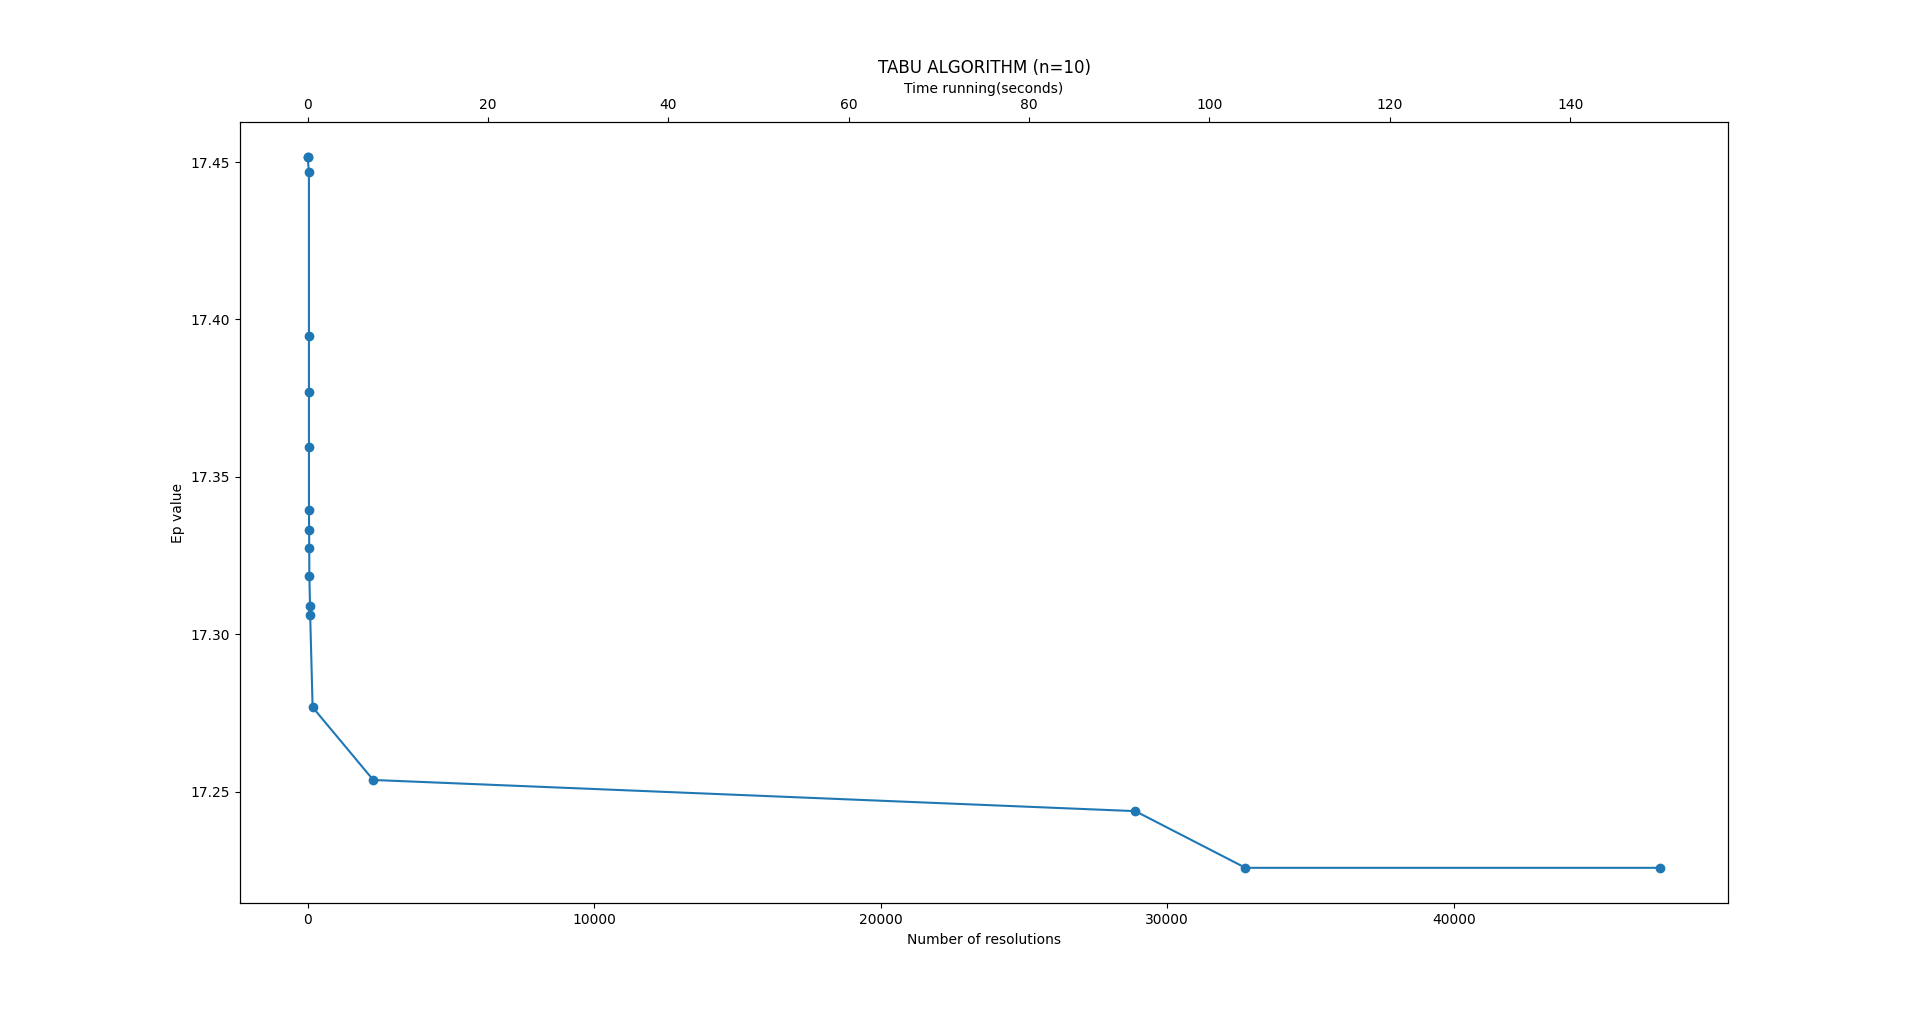 TABU ALGORITHM (n=10)
Time running(seconds)
0 20 40 60 80 100 120 140
17.45
17.40
17.35
17.30
17.25
Ep value
0 10000 20000 30000 40000
Number of resolutions